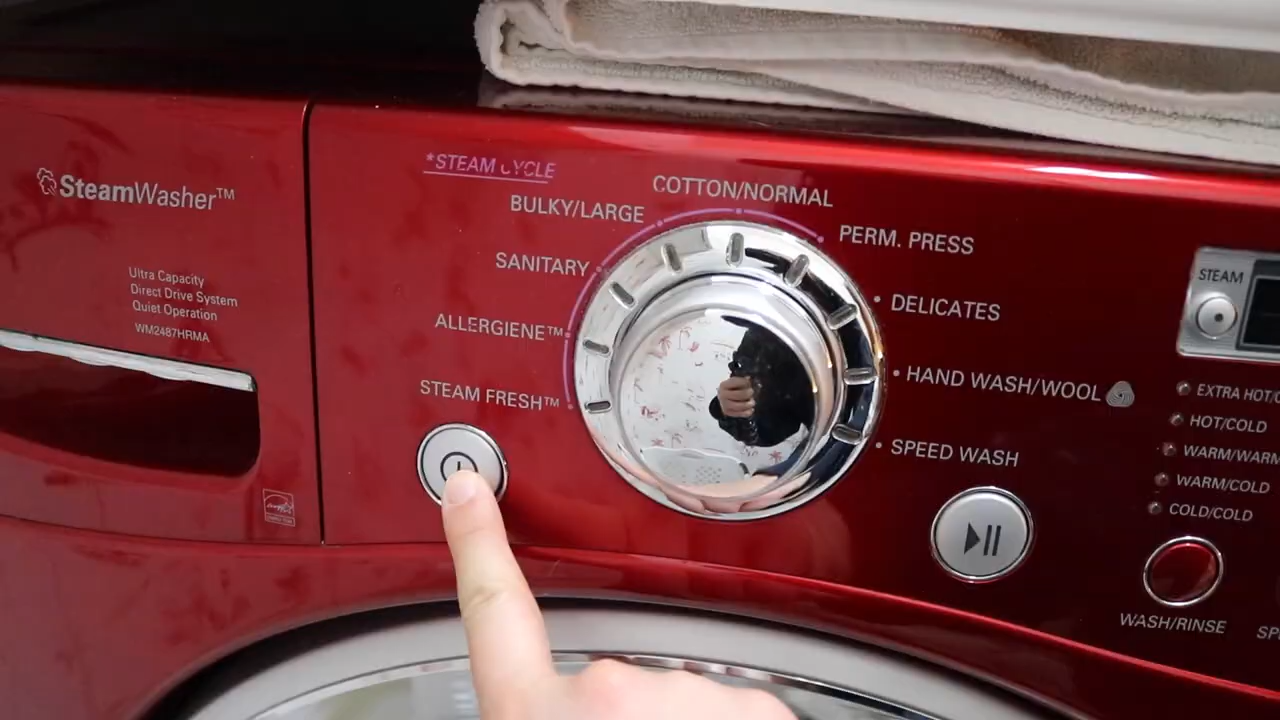 SteamWasher™
Ultra Capacity
Direct Drive System
Quiet Operation
WM2487HRMA
*STEAM CYCLE
COTTON/NORMAL
BULKY/LARGE
PERM. PRESS
SANITARY
DELICATES
ALLERGIENE™
HAND WASH/WOOL
STEAM FRESH™
SPEED WASH
STEAM
EXTRA HOT/
HOT/COLD
WARM/WARM
WARM/COLD
COLD/COLD
WASH/RINSE